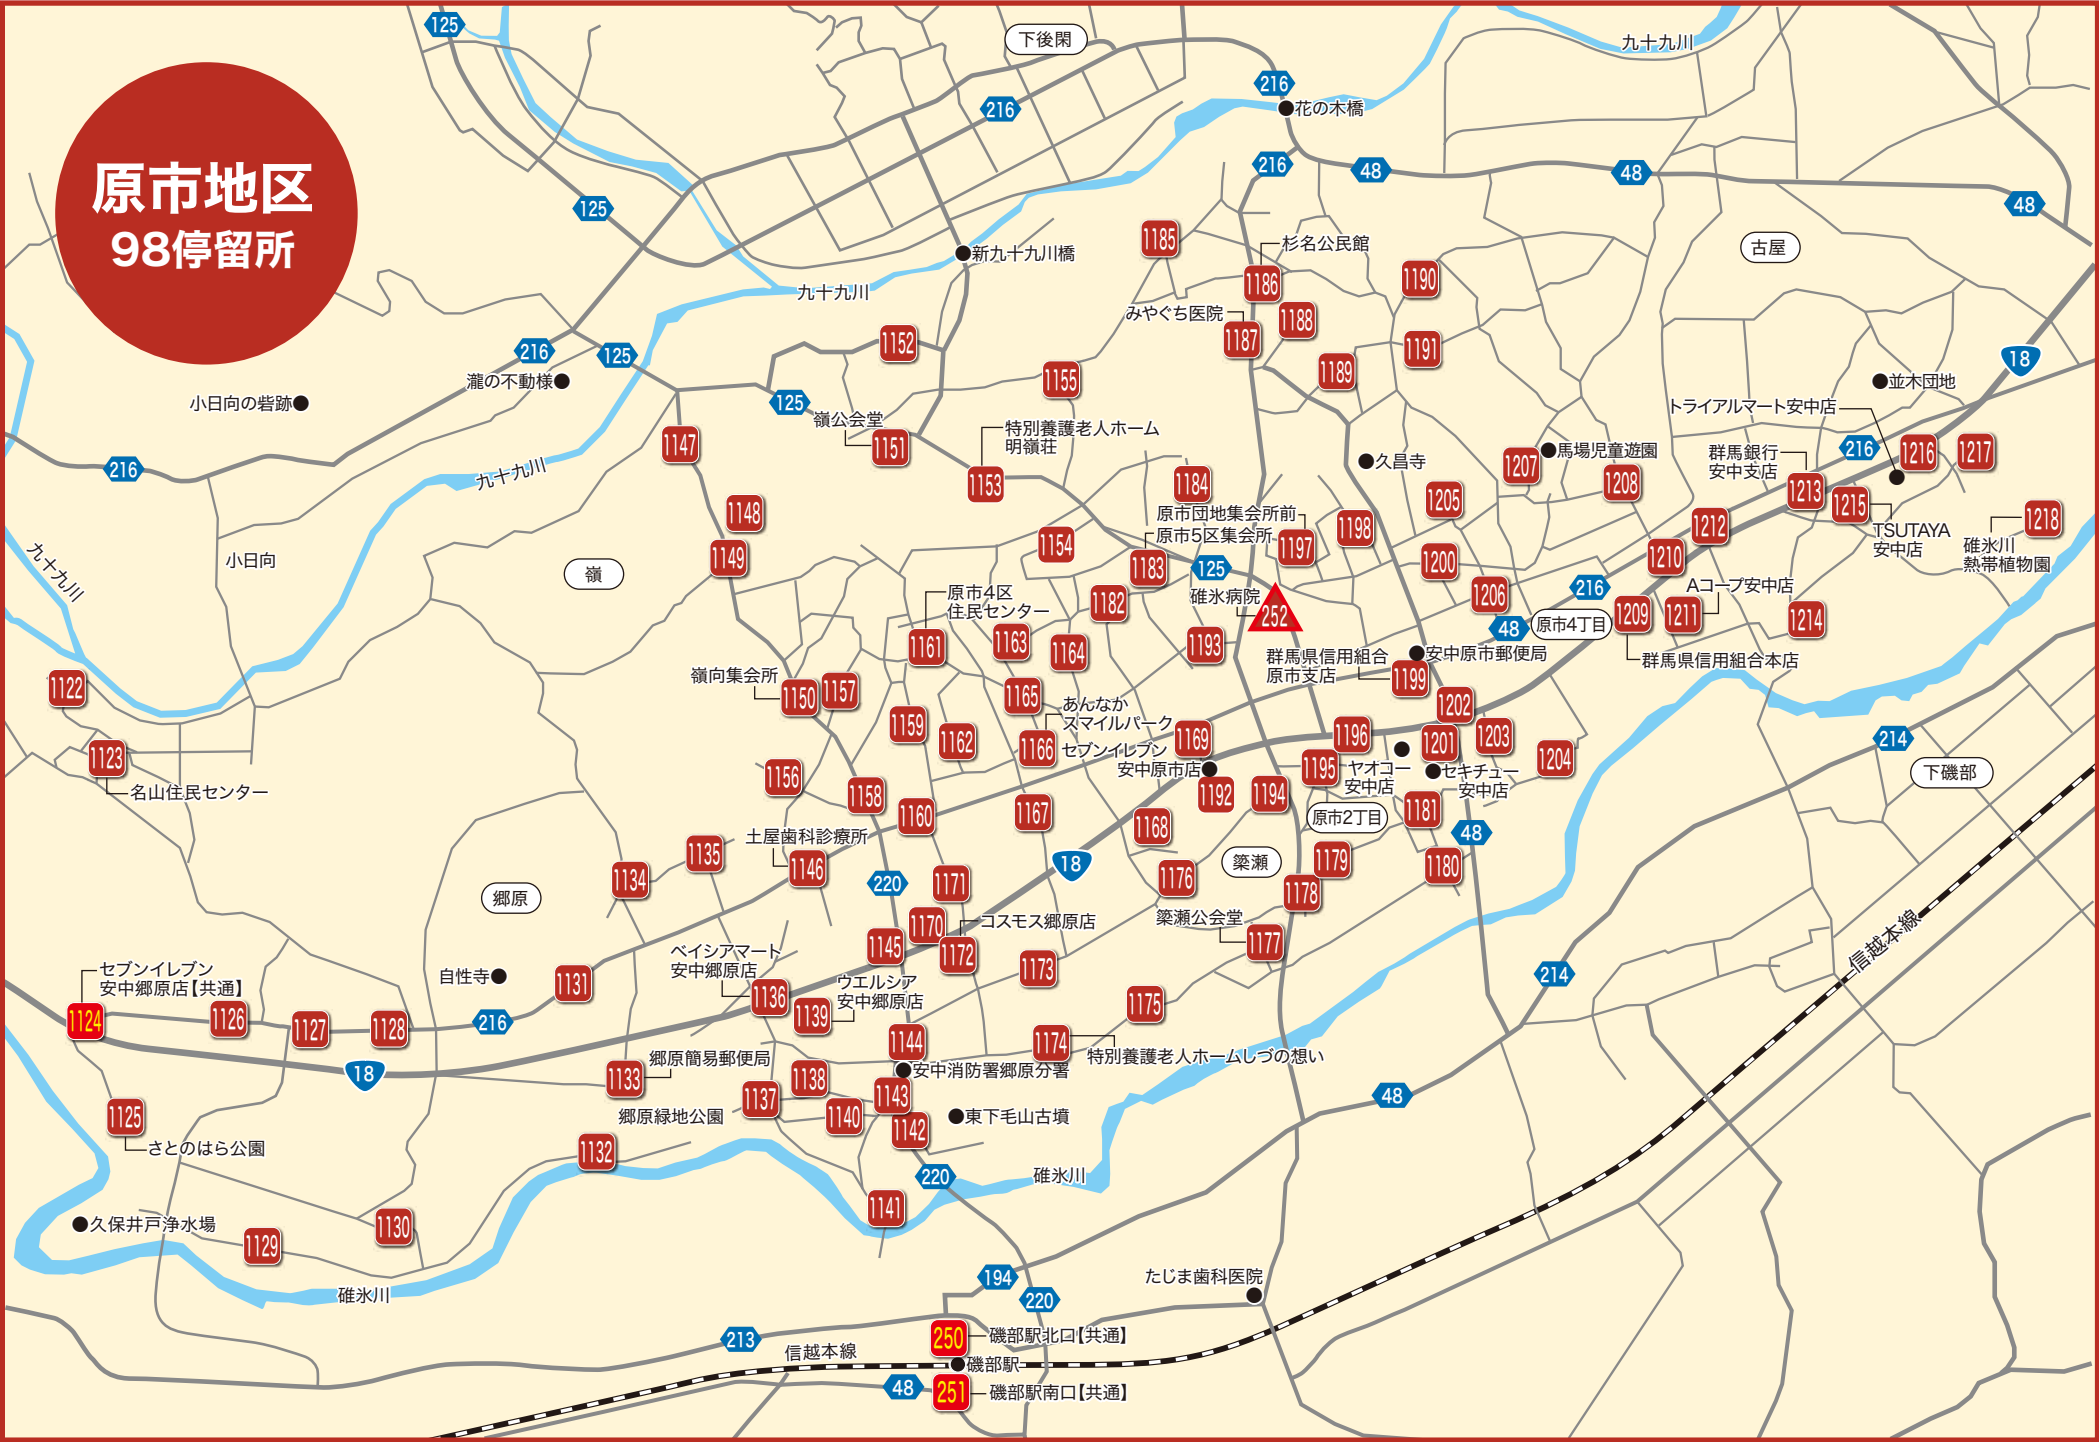 原市地区
98停留所
125
下後閑
九十九川
216
216
花の木橋
216
48
48
48
125
1185
杉名公民館
古屋
新九十九川橋
1186
1190
九十九川
みやぐち医院
1188
1187
1152
1191
18
216
125
瀧の不動様
1155
1189
並木団地
小日向の砦跡
125
トライアルマート安中店
嶺公会堂
特別養護老人ホーム
明嶺荘
1147
1151
久昌寺
馬場児童遊園
群馬銀行
安中支店
216
1216
1217
216
九十九川
1153
1184
1207
1208
1213
1205
1215
1148
原市団地集会所前
1198
1212
1218
原市5区集会所
1197
TSUTAYA
安中店
碓氷川
熱帯植物園
1154
1149
小日向
嶺
九十九川
1183
125
1200
1210
原市4区
住民センター
1182
碓氷病院
252
1206
216
Aコープ安中店
1209
1211
1214
48
原市4丁目
1161
1163
1164
1193
群馬県信用組合
原市支店
安中原市郵便局
群馬県信用組合本店
嶺向集会所
1199
1122
1150
1157
1165
あんなか
スマイルパーク
1202
1159
1162
1166
1169
1196
1201
1203
214
セブンイレブン
安中原市店
1204
1123
1156
1195
ヤオコー
安中店
セキチュー
安中店
下磯部
名山住民センター
1158
1192
1194
1160
1167
1181
原市2丁目
1168
48
土屋歯科診療所
1135
1146
18
簗瀬
1179
1180
1134
220
1171
1176
郷原
1178
1170
コスモス郷原店
簗瀬公会堂
1145
1172
1177
信越本線
ベイシアマート
安中郷原店
1173
セブンイレブン
安中郷原店【共通】
自性寺
1131
214
1136
ウエルシア
安中郷原店
1139
1175
1124
1126
1127
1128
216
1144
1174
特別養護老人ホームしづの想い
郷原簡易郵便局
18
1133
1138
安中消防署郷原分署
1137
1143
48
1125
郷原緑地公園
1140
1142
東下毛山古墳
さとのはら公園
1132
220
碓氷川
1141
久保井戸浄水場
1130
1129
194
たじま歯科医院
碓氷川
220
213
250
磯部駅北口【共通】
信越本線
磯部駅
48
251
磯部駅南口【共通】